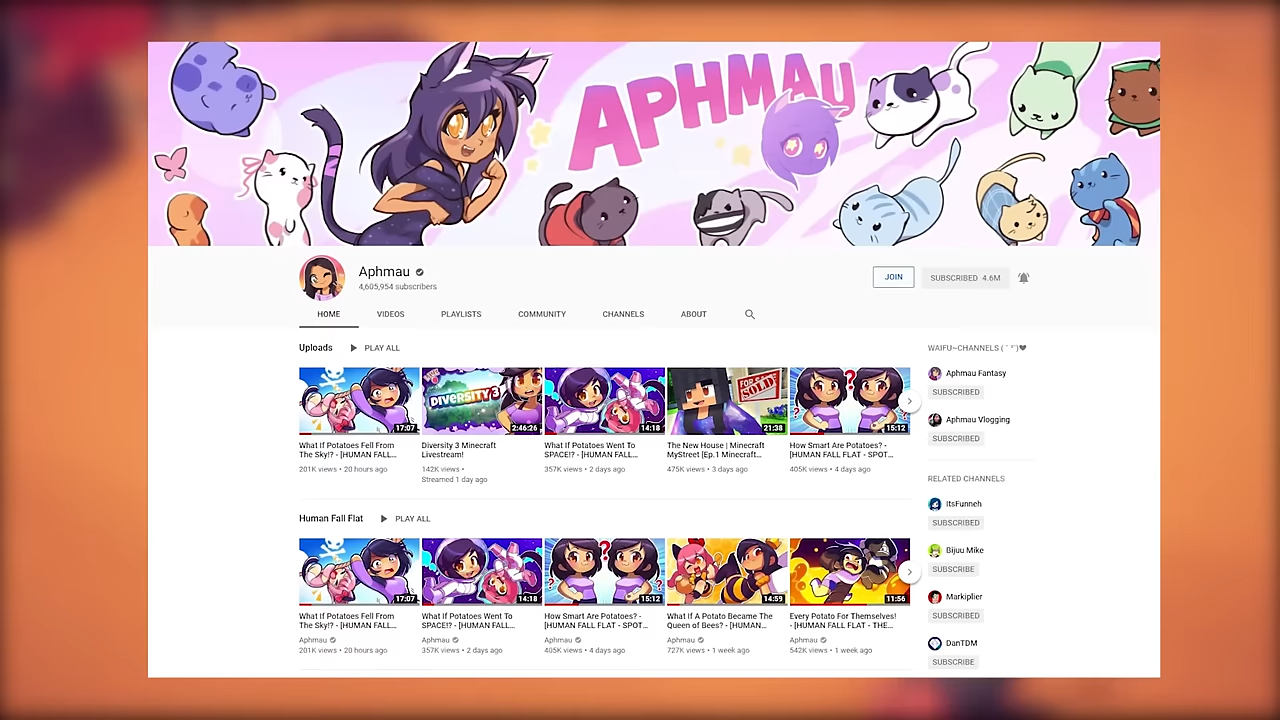 APHMAU
Aphmau
4,605,954 subscribers
JOIN
SUBSCRIBED 4.6M
HOME
VIDEOS
PLAYLISTS
COMMUNITY
CHANNELS
ABOUT
Uploads
PLAY ALL
17:07
What If Potatoes Fell From
The Sky!? - [HUMAN FALL...
201K views • 20 hours ago
DIVERSITY 3
2:46:26
Diversity 3 Minecraft
Livestream!
142K views •
Streamed 1 day ago
14:18
What If Potatoes Went To
SPACE!? - [HUMAN FALL...
357K views • 2 days ago
FOR SALE
SOLD
21:38
The New House | Minecraft
MyStreet [Ep.1 Minecraft...
475K views • 3 days ago
??
15:12
How Smart Are Potatoes? -
[HUMAN FALL FLAT - SPOT...
405K views • 4 days ago
Human Fall Flat
PLAY ALL
17:07
What If Potatoes Fell From
The Sky!? - [HUMAN FALL...
Aphmau
201K views • 20 hours ago
14:18
What If Potatoes Went To
SPACE!? - [HUMAN FALL...
Aphmau
357K views • 2 days ago
??
15:12
How Smart Are Potatoes? -
[HUMAN FALL FLAT - SPOT...
Aphmau
405K views • 4 days ago
14:59
What If A Potato Became The
Queen of Bees? - [HUMAN...
Aphmau
727K views • 1 week ago
11:56
Every Potato For Themselves!
- [HUMAN FALL FLAT - THE...
Aphmau
542K views • 1 week ago
WAIFU~CHANNELS
Aphmau Fantasy
SUBSCRIBED
Aphmau Vlogging
SUBSCRIBED
RELATED CHANNELS
ItsFunneh
SUBSCRIBED
Bijuu Mike
SUBSCRIBE
Markiplier
SUBSCRIBED
DanTDM
SUBSCRIBE